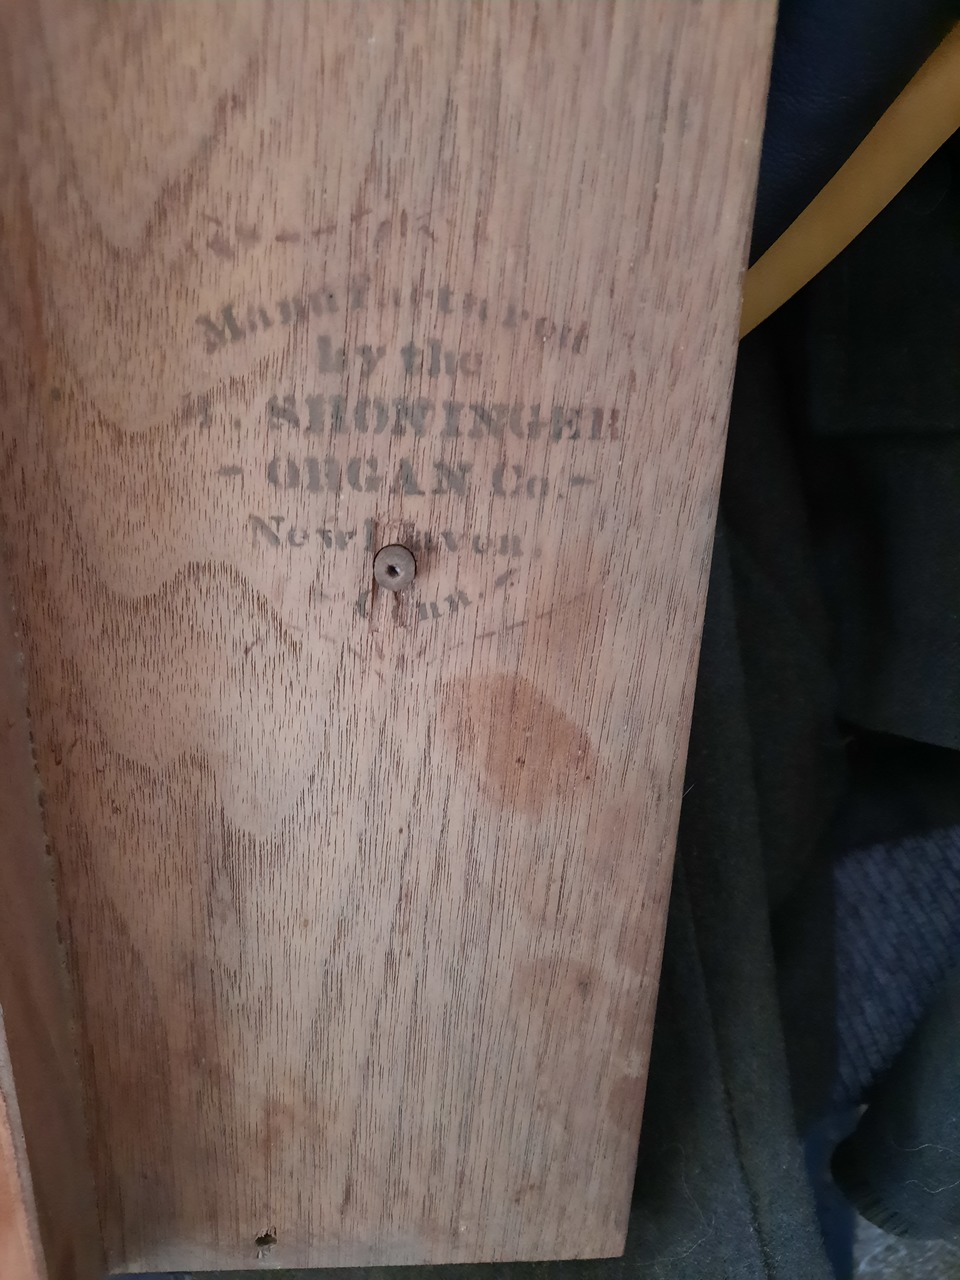 Manufactured
by the
. SHONINGER
- ORGAN Co. -
New Haven,
Conn.